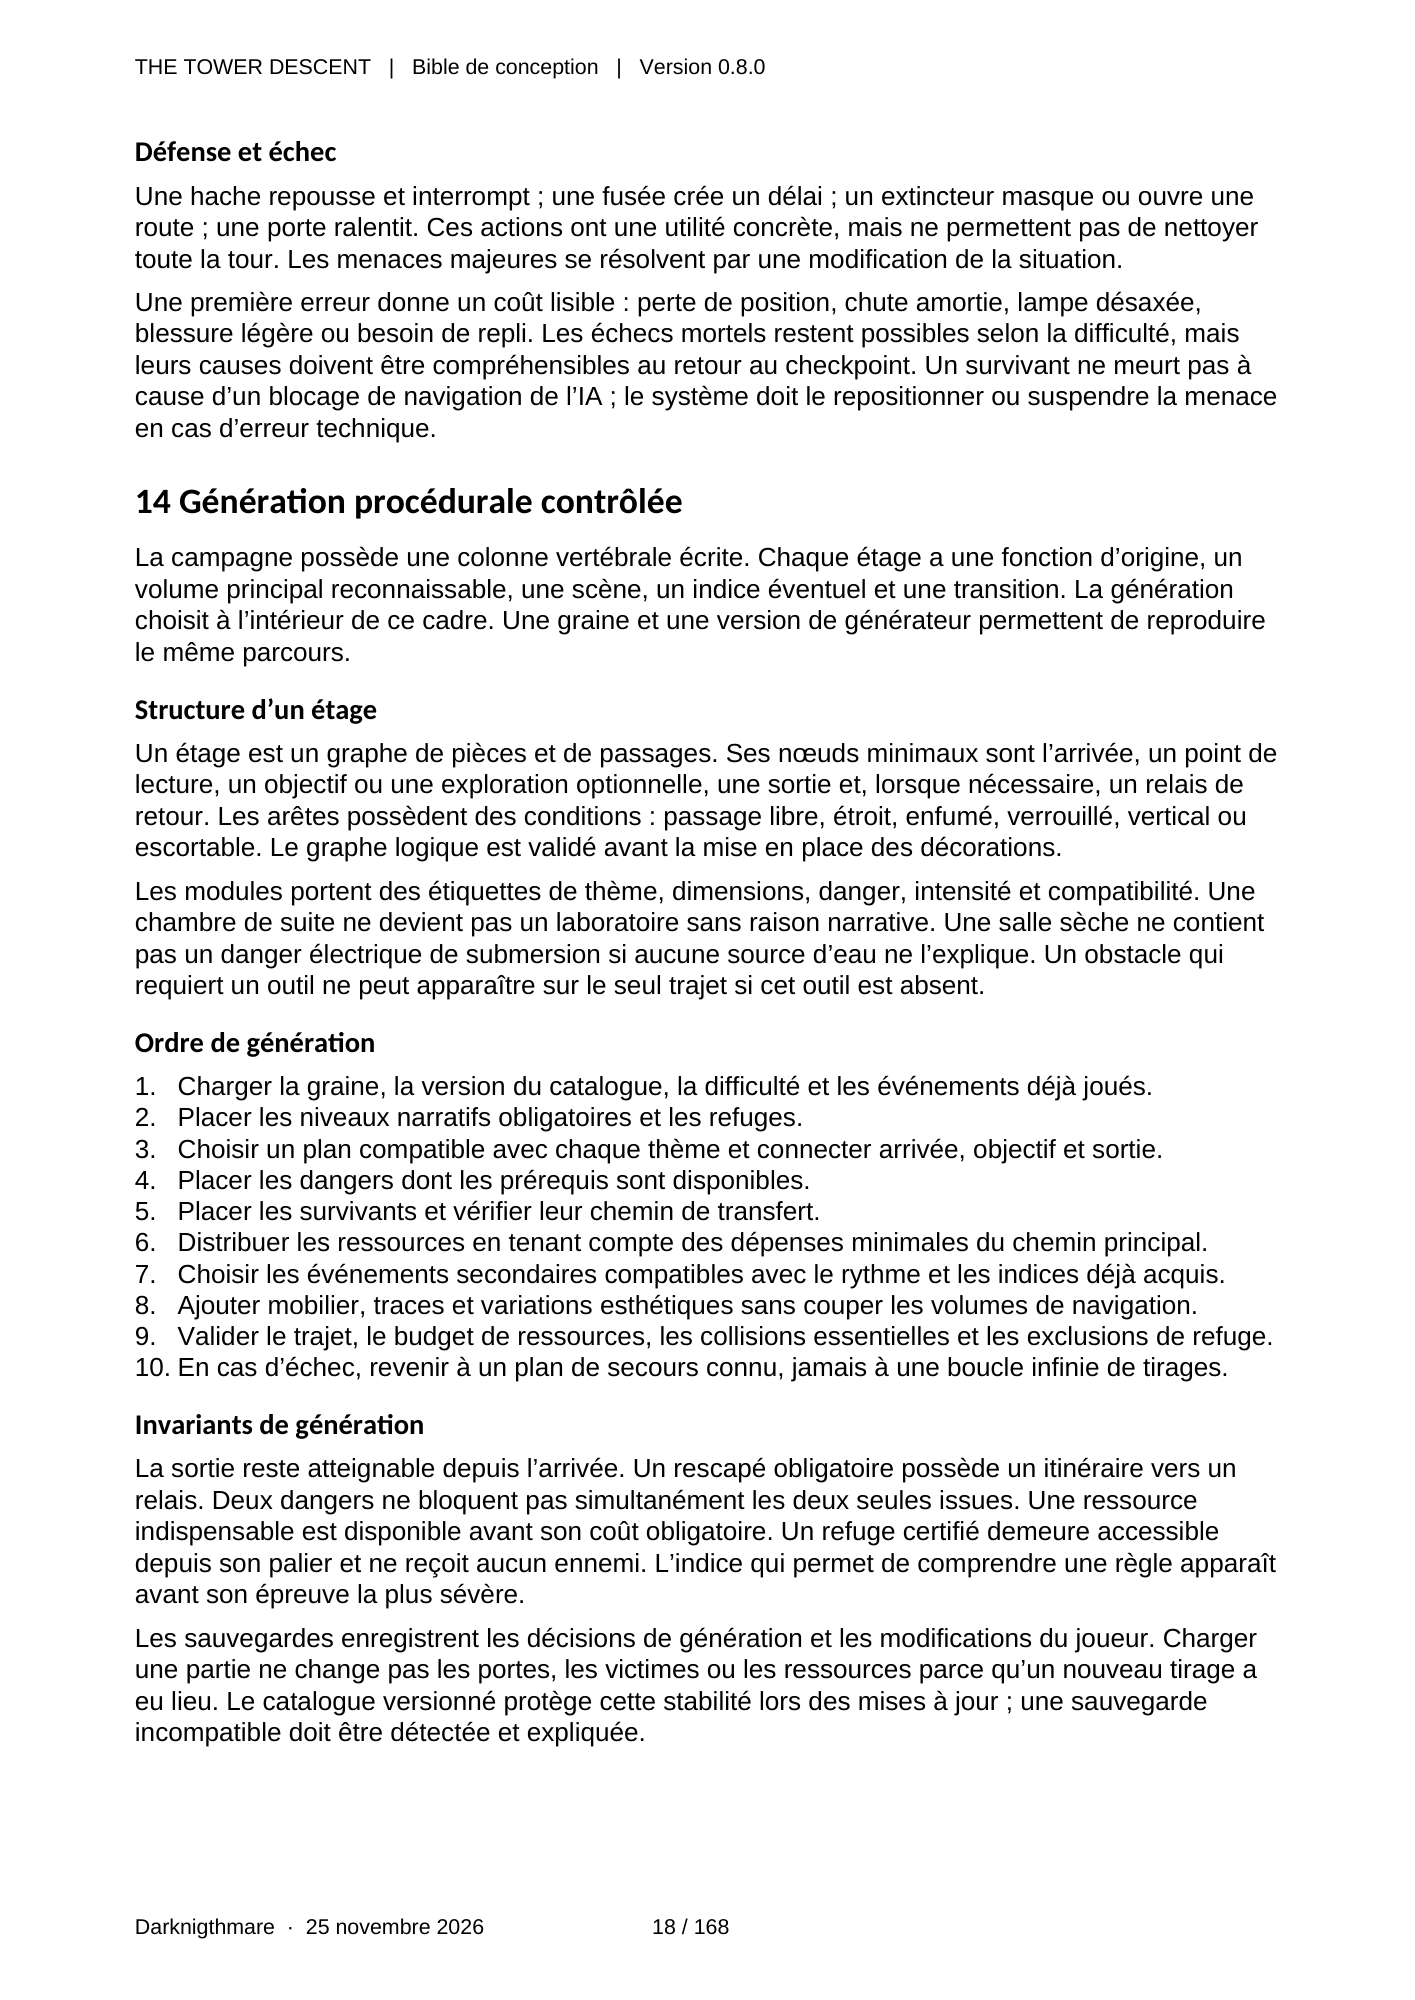 THE TOWER DESCENT | Bible de conception | Version 0.8.0
Défense et échec
Une hache repousse et interrompt ; une fusée crée un délai ; un extincteur masque ou ouvre une
route ; une porte ralentit. Ces actions ont une utilité concrète, mais ne permettent pas de nettoyer
toute la tour. Les menaces majeures se résolvent par une modification de la situation.
Une première erreur donne un coût lisible : perte de position, chute amortie, lampe désaxée,
blessure légère ou besoin de repli. Les échecs mortels restent possibles selon la difficulté, mais
leurs causes doivent être compréhensibles au retour au checkpoint. Un survivant ne meurt pas à
cause d’un blocage de navigation de l’IA ; le système doit le repositionner ou suspendre la menace
en cas d’erreur technique.
14 Génération procédurale contrôlée
La campagne possède une colonne vertébrale écrite. Chaque étage a une fonction d’origine, un
volume principal reconnaissable, une scène, un indice éventuel et une transition. La génération
choisit à l’intérieur de ce cadre. Une graine et une version de générateur permettent de reproduire
le même parcours.
Structure d’un étage
Un étage est un graphe de pièces et de passages. Ses nœuds minimaux sont l’arrivée, un point de
lecture, un objectif ou une exploration optionnelle, une sortie et, lorsque nécessaire, un relais de
retour. Les arêtes possèdent des conditions : passage libre, étroit, enfumé, verrouillé, vertical ou
escortable. Le graphe logique est validé avant la mise en place des décorations.
Les modules portent des étiquettes de thème, dimensions, danger, intensité et compatibilité. Une
chambre de suite ne devient pas un laboratoire sans raison narrative. Une salle sèche ne contient
pas un danger électrique de submersion si aucune source d’eau ne l’explique. Un obstacle qui
requiert un outil ne peut apparaître sur le seul trajet si cet outil est absent.
Ordre de génération
1. Charger la graine, la version du catalogue, la difficulté et les événements déjà joués.
2. Placer les niveaux narratifs obligatoires et les refuges.
3. Choisir un plan compatible avec chaque thème et connecter arrivée, objectif et sortie.
4. Placer les dangers dont les prérequis sont disponibles.
5. Placer les survivants et vérifier leur chemin de transfert.
6. Distribuer les ressources en tenant compte des dépenses minimales du chemin principal.
7. Choisir les événements secondaires compatibles avec le rythme et les indices déjà acquis.
8. Ajouter mobilier, traces et variations esthétiques sans couper les volumes de navigation.
9. Valider le trajet, le budget de ressources, les collisions essentielles et les exclusions de refuge.
10. En cas d’échec, revenir à un plan de secours connu, jamais à une boucle infinie de tirages.
Invariants de génération
La sortie reste atteignable depuis l’arrivée. Un rescapé obligatoire possède un itinéraire vers un
relais. Deux dangers ne bloquent pas simultanément les deux seules issues. Une ressource
indispensable est disponible avant son coût obligatoire. Un refuge certifié demeure accessible
depuis son palier et ne reçoit aucun ennemi. L’indice qui permet de comprendre une règle apparaît
avant son épreuve la plus sévère.
Les sauvegardes enregistrent les décisions de génération et les modifications du joueur. Charger
une partie ne change pas les portes, les victimes ou les ressources parce qu’un nouveau tirage a
eu lieu. Le catalogue versionné protège cette stabilité lors des mises à jour ; une sauvegarde
incompatible doit être détectée et expliquée.
Darknigthmare · 25 novembre 2026 18 / 168